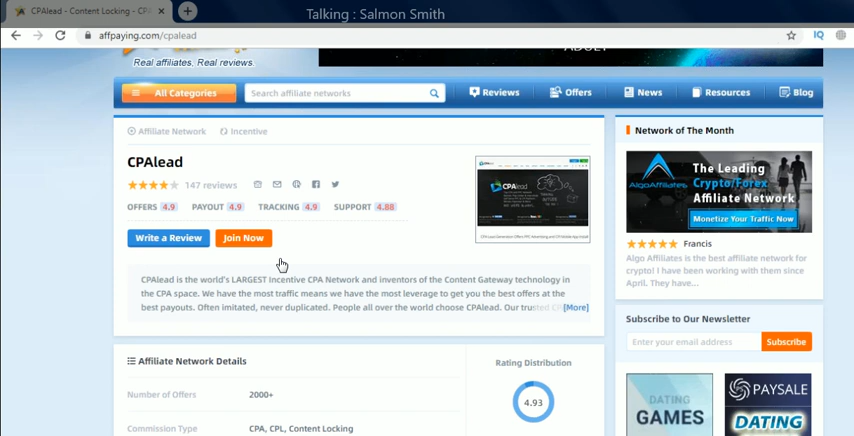 CPAlead - Content Locking - CP
Talking : Salmon Smith
affpaying.com/cpalead
IQ
Real affiliates, Real reviews.
ADULT
All Categories
Search affiliate networks
Reviews
Offers
News
Resources
Blog
Affiliate Network
Incentive
CPAlead
147 reviews
OFFERS 4.9 PAYOUT 4.9 TRACKING 4.9 SUPPORT 4.88
Write a Review
Join Now
CPAlead
CPAlead is the world's LARGEST Incentive CPA Network and inventors of the Content Gateway technology in
the CPA space. We have the most traffic means we have the most leverage to get you the best offers at the
best payouts. Often imitated, never duplicated. People all over the world choose CPAlead. Our trusted [More]
Affiliate Network Details
Number of Offers 2000+
Commission Type CPA, CPL, Content Locking
Rating Distribution
4.93
Network of The Month
AlgoAffiliates
The Leading
Crypto/Forex
Affiliate Network
Monetize Your Traffic Now
Francis
Algo Affiliates is the best affiliate network for
crypto! I have been working with them since
April, They have...
Subscribe to Our Newsletter
Enter your email address
Subscribe
DATING
GAMES
PAYSALE
DATING